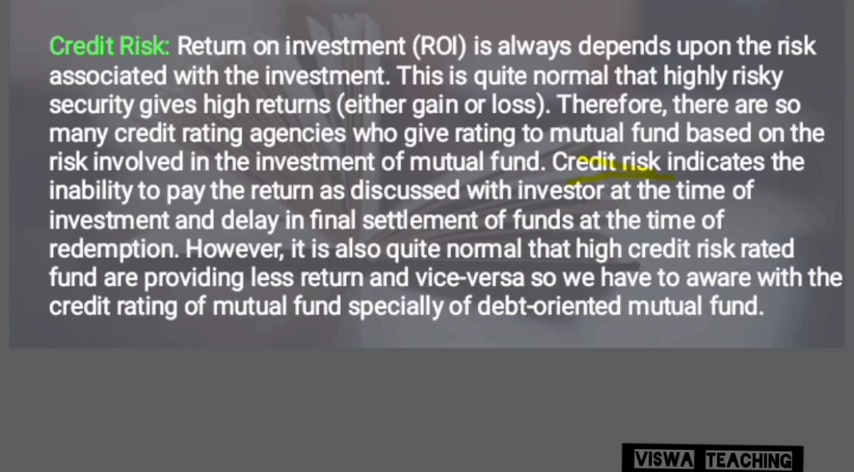 Credit Risk: Return on investment (ROI) is always depends upon the risk
associated with the investment. This is quite normal that highly risky
security gives high returns (either gain or loss). Therefore, there are so
many credit rating agencies who give rating to mutual fund based on the
risk involved in the investment of mutual fund. Credit risk indicates the
inability to pay the return as discussed with investor at the time of
investment and delay in final settlement of funds at the time of
redemption. However, it is also quite normal that high credit risk rated
fund are providing less return and vice-versa so we have to aware with the
credit rating of mutual fund specially of debt-oriented mutual fund.
VISWA TEACHING